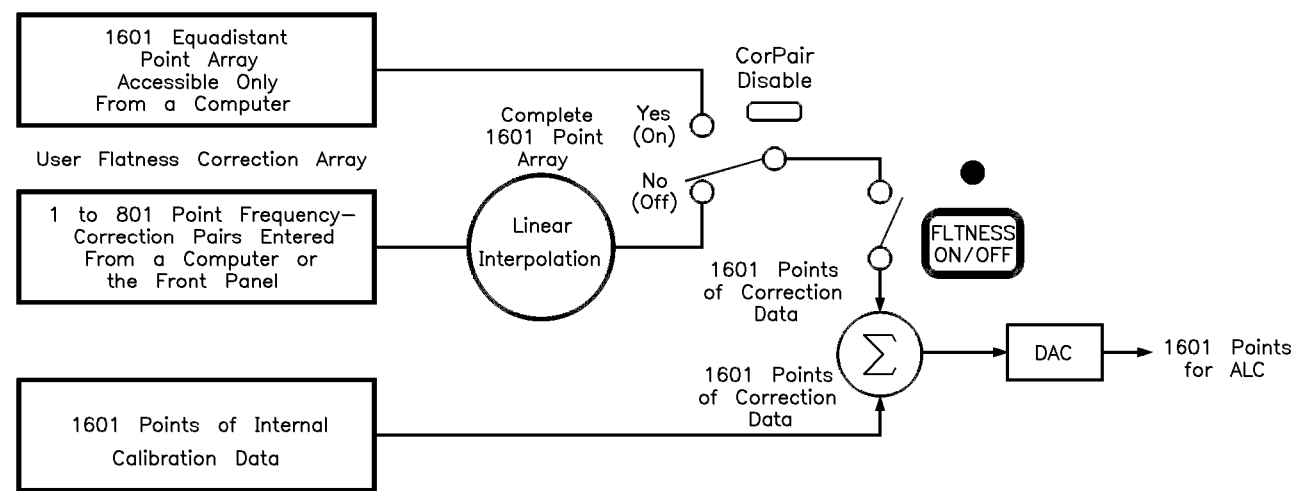 1601 Equadistant
Point Array
Accessible Only
From a Computer
User Flatness Correction Array
1 to 801 Point Frequency-
Correction Pairs Entered
From a Computer or
the Front Panel
1601 Points of Internal
Calibration Data
Complete
1601 Point
Array
Linear
Interpolation
Yes
(On)
No
(Off)
CorPair
Disable
FLTNESS
ON/OFF
1601 Points
of Correction
Data
1601 Points
of Correction
Data
Σ
DAC
1601 Points
for ALC